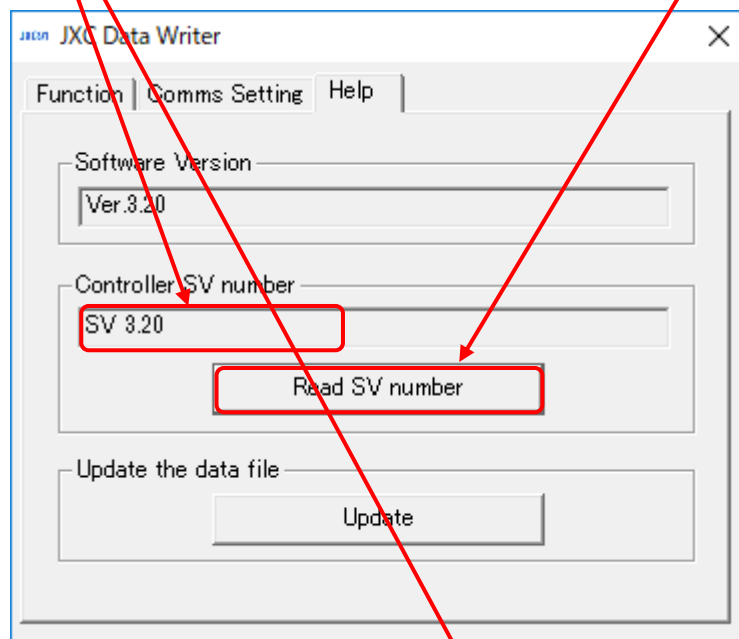 JXC Data Writer
Function
Comms Setting
Help
Software Version
Ver.3.20
Controller SV number
SV 3.20
Read SV number
Update the data file
Update